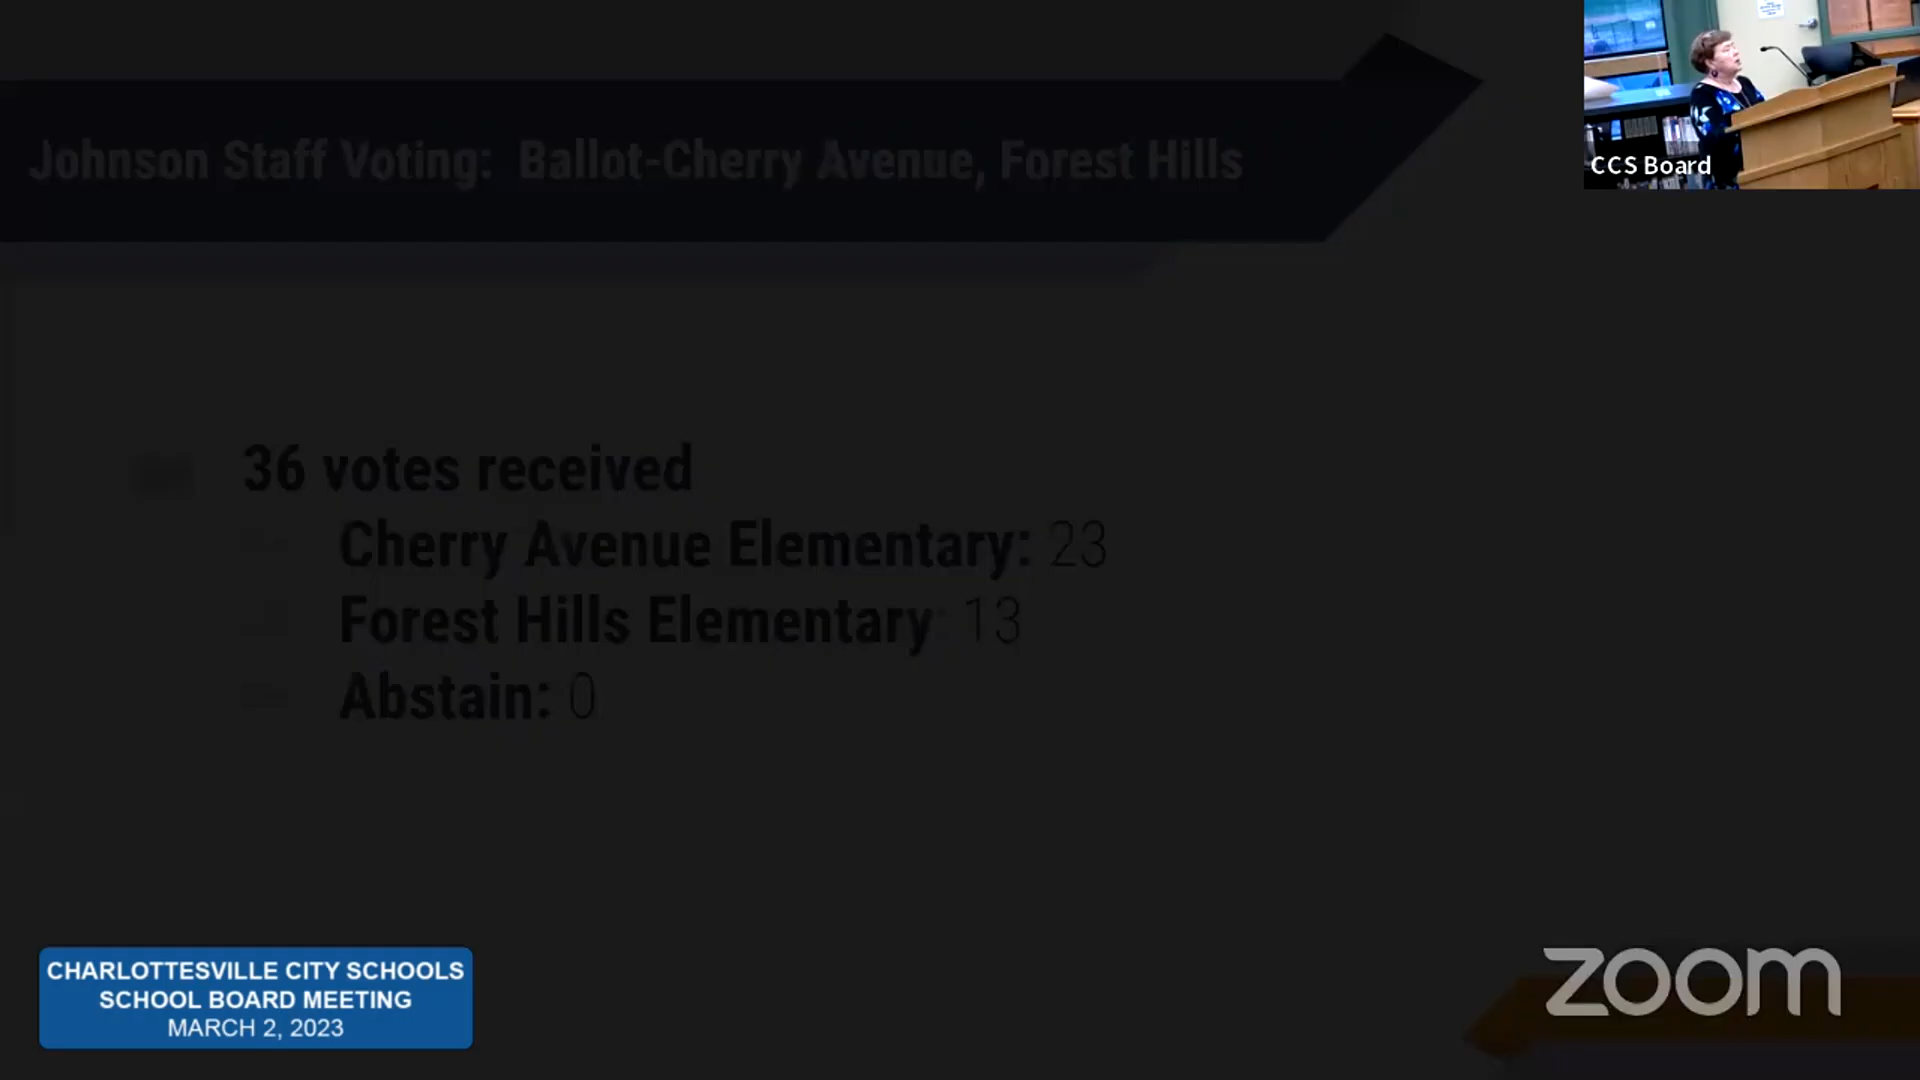 Johnson Staff Voting: Ballot-Cherry Avenue, Forest Hills
CCS Board
36 votes received
Cherry Avenue Elementary: 23
Forest Hills Elementary: 13
Abstain: 0
CHARLOTTESVILLE CITY SCHOOLS
SCHOOL BOARD MEETING
MARCH 2, 2023
zoom